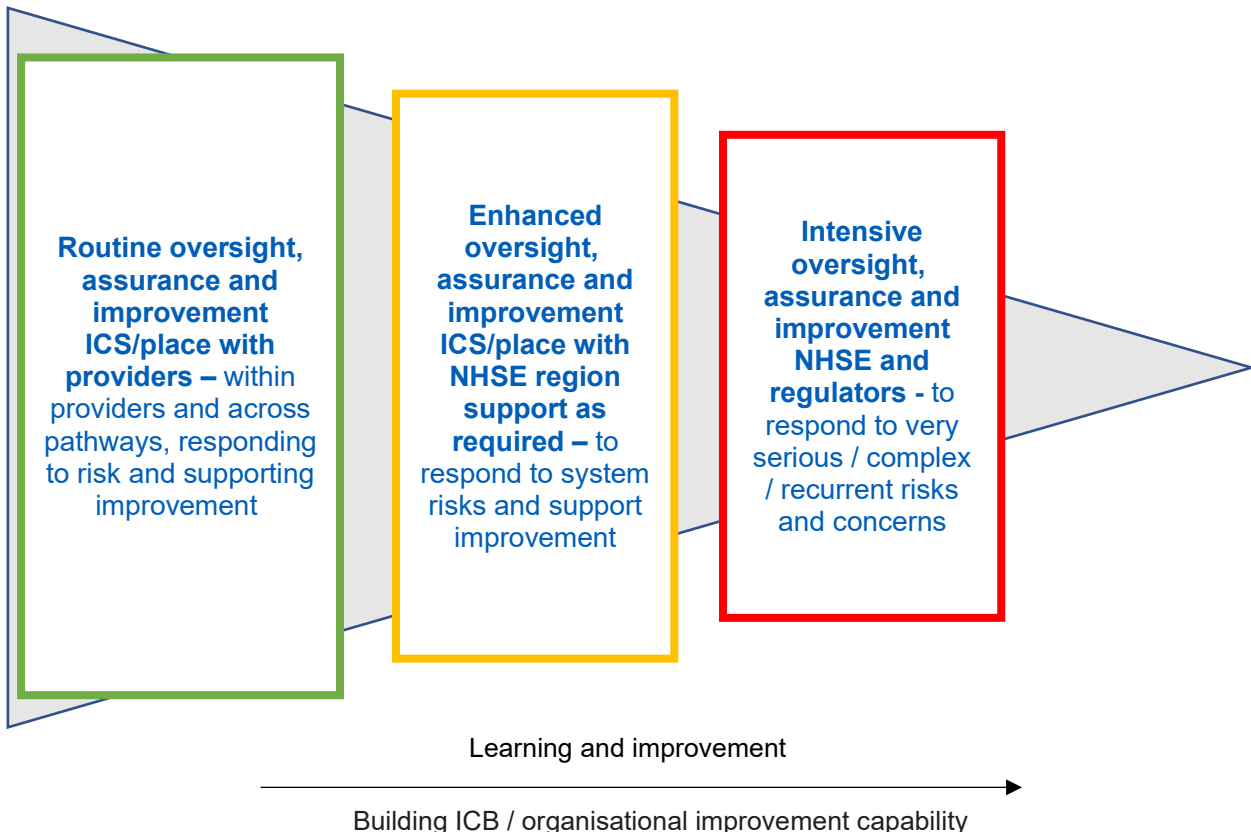 Routine oversight,
assurance and
improvement
ICS/place with
providers – within
providers and across
pathways, responding
to risk and supporting
improvement
Enhanced
oversight,
assurance and
improvement
ICS/place with
NHSE region
support as
required – to
respond to system
risks and support
improvement
Intensive
oversight,
assurance and
improvement
NHSE and
regulators - to
respond to very
serious / complex
/ recurrent risks
and concerns
Learning and improvement
Building ICB / organisational improvement capability